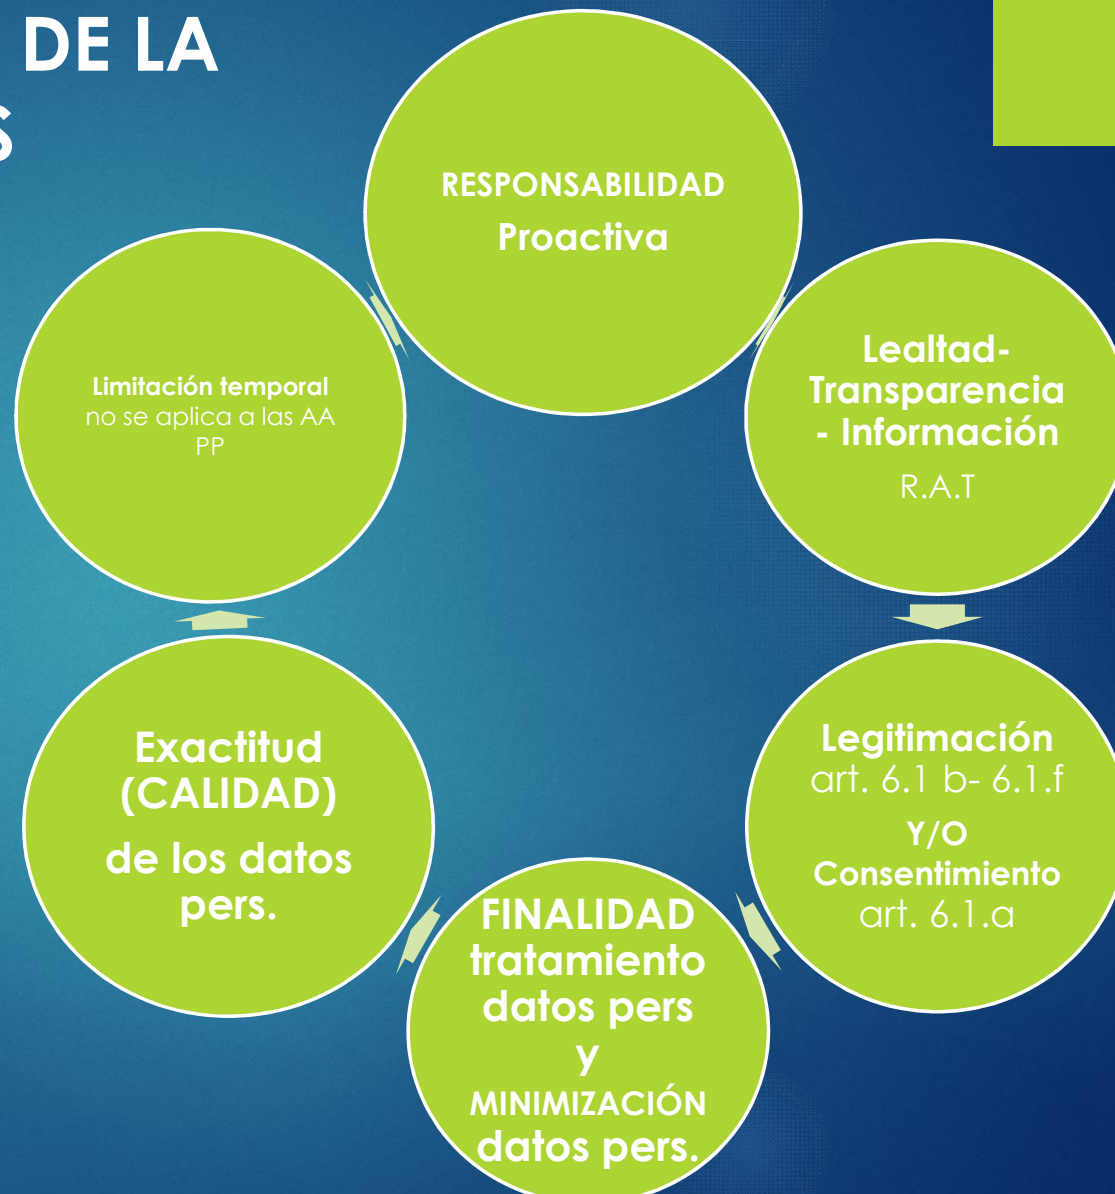 DE LA
S
RESPONSABILIDAD
Proactiva
Lealtad-
Transparencia
- Información
R.A.T
Legitimación
art. 6.1 b- 6.1.f
Y/O
Consentimiento
art. 6.1.a
FINALIDAD
tratamiento
datos pers
y
MINIMIZACIÓN
datos pers.
Exactitud
(CALIDAD)
de los datos
pers.
Limitación temporal
no se aplica a las AA
PP